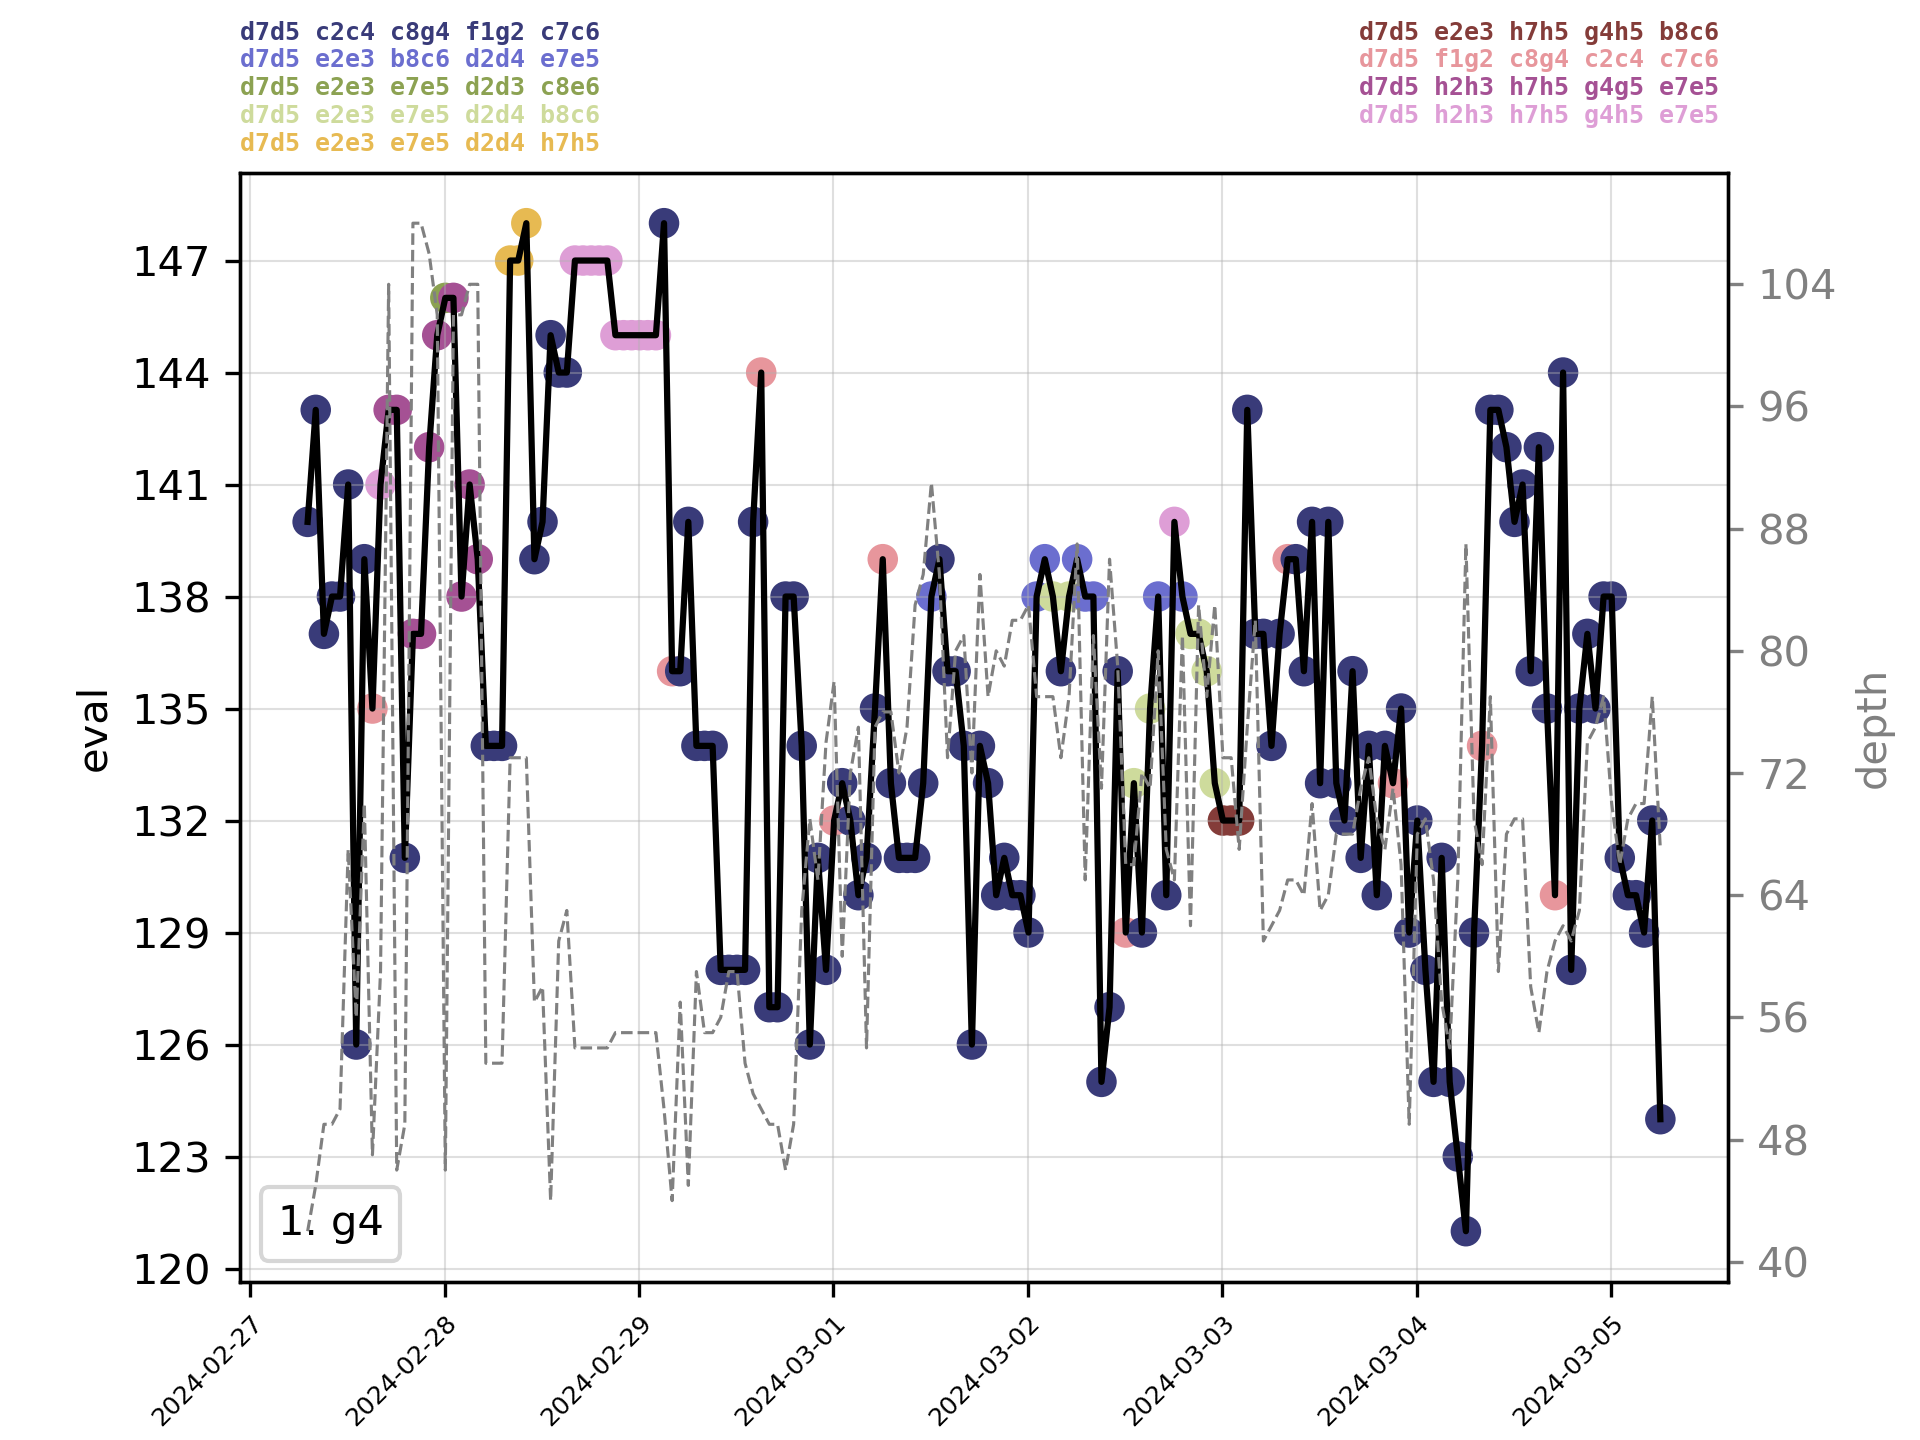 d7d5 c2c4 c8g4 f1g2 c7c6
d7d5 e2e3 b8c6 d2d4 e7e5
d7d5 e2e3 e7e5 d2d3 c8e6
d7d5 e2e3 e7e5 d2d4 b8c6
d7d5 e2e3 e7e5 d2d4 h7h5
d7d5 e2e3 h7h5 g4h5 b8c6
d7d5 f1g2 c8g4 c2c4 c7c6
d7d5 h2h3 h7h5 g4g5 e7e5
d7d5 h2h3 h7h5 g4h5 e7e5
eval
147
144
141
138
135
132
129
126
123
120
1. g4
104
96
88
80
72
64
56
48
40
depth
2024-02-27
2024-02-28
2024-02-29
2024-03-01
2024-03-02
2024-03-03
2024-03-04
2024-03-05